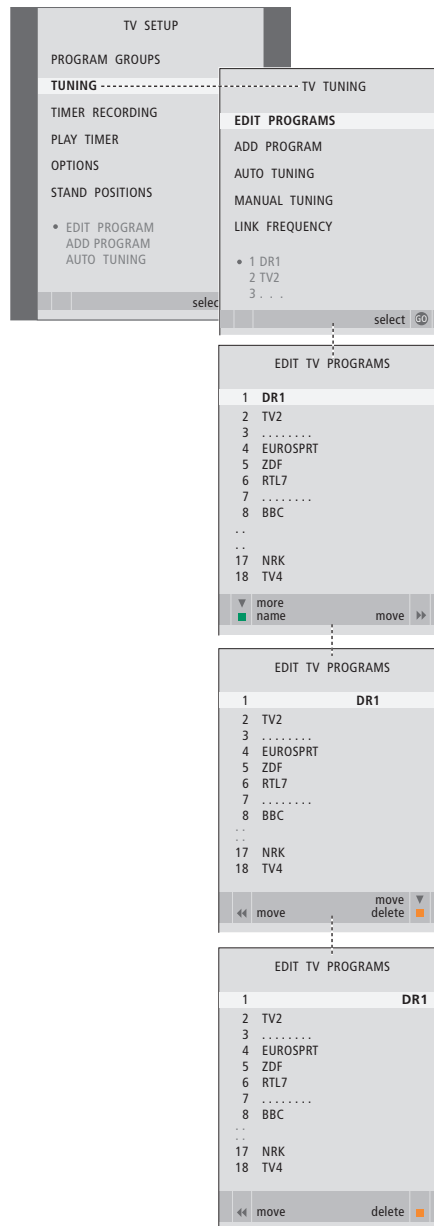 TV SETUP
PROGRAM GROUPS
TUNING
TIMER RECORDING
PLAY TIMER
OPTIONS
STAND POSITIONS
• EDIT PROGRAM
ADD PROGRAM
AUTO TUNING
selec
TV TUNING
EDIT PROGRAMS
ADD PROGRAM
AUTO TUNING
MANUAL TUNING
LINK FREQUENCY
• 1 DR1
2 TV2
3 . . .
select GO
EDIT TV PROGRAMS
1 DR1
2 TV2
3 ........
4 EUROSPRT
5 ZDF
6 RTL7
7 ........
8 BBC
. .
. .
17 NRK
18 TV4
▼ more
■ name move ▶▶
EDIT TV PROGRAMS
1 DR1
2 TV2
3 ........
4 EUROSPRT
5 ZDF
6 RTL7
7 ........
8 BBC
. .
. .
17 NRK
18 TV4
move ▼
◀◀ move delete ■
EDIT TV PROGRAMS
1 DR1
2 TV2
3 ........
4 EUROSPRT
5 ZDF
6 RTL7
7 ........
8 BBC
. .
. .
17 NRK
18 TV4
◀◀ move delete ■